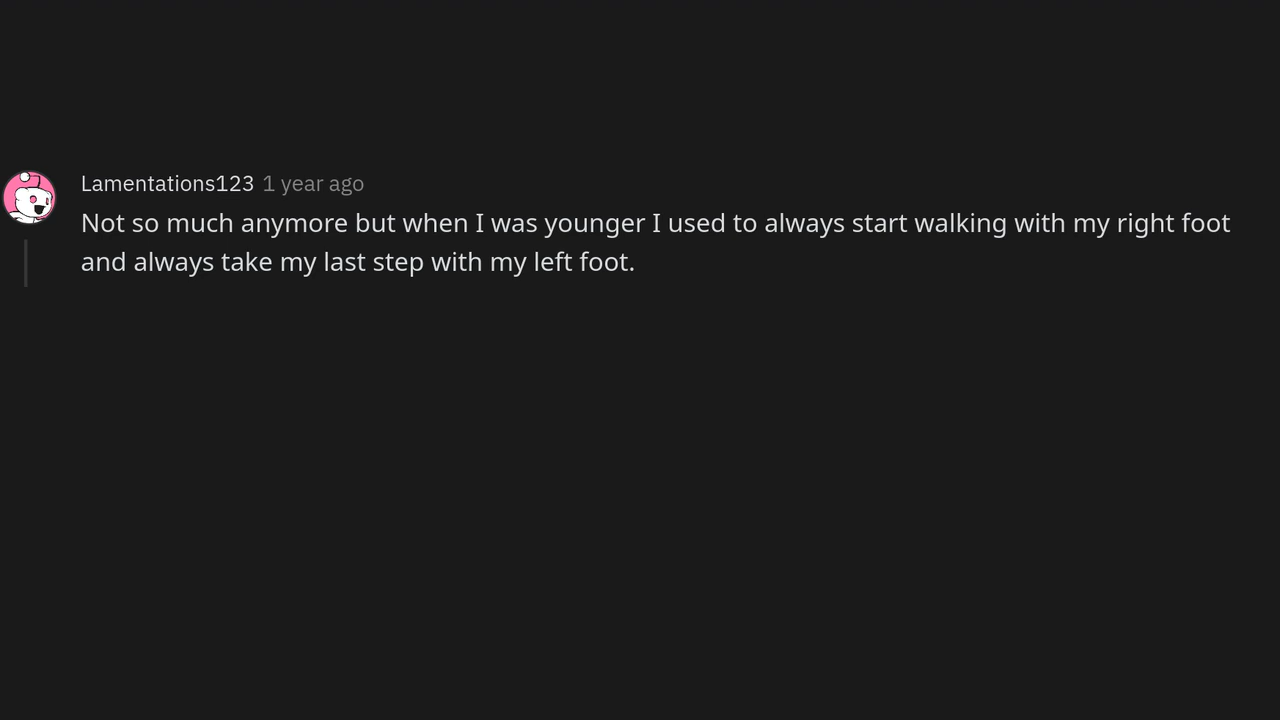 Lamentations123 1 year ago
Not so much anymore but when I was younger I used to always start walking with my right foot
and always take my last step with my left foot.